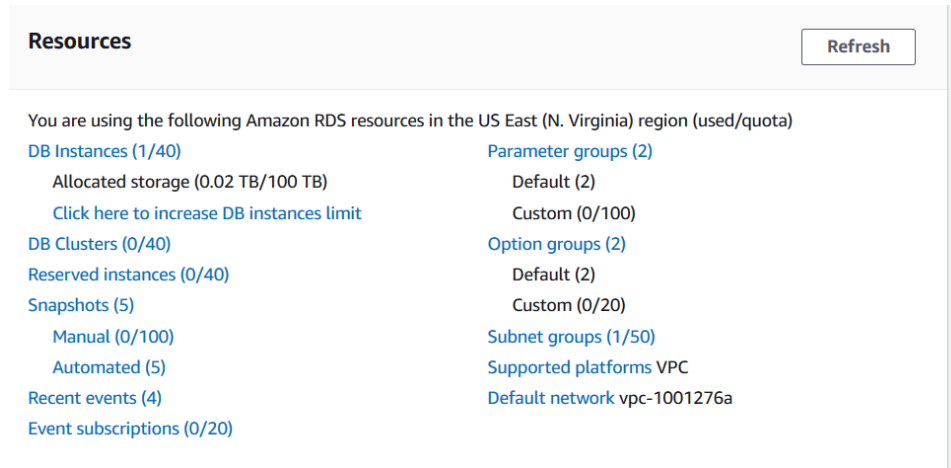 Resources
Refresh
You are using the following Amazon RDS resources in the US East (N. Virginia) region (used/quota)
DB Instances (1/40)
Allocated storage (0.02 TB/100 TB)
Click here to increase DB instances limit
DB Clusters (0/40)
Reserved instances (0/40)
Snapshots (5)
Manual (0/100)
Automated (5)
Recent events (4)
Event subscriptions (0/20)
Parameter groups (2)
Default (2)
Custom (0/100)
Option groups (2)
Default (2)
Custom (0/20)
Subnet groups (1/50)
Supported platforms VPC
Default network vpc-1001276a